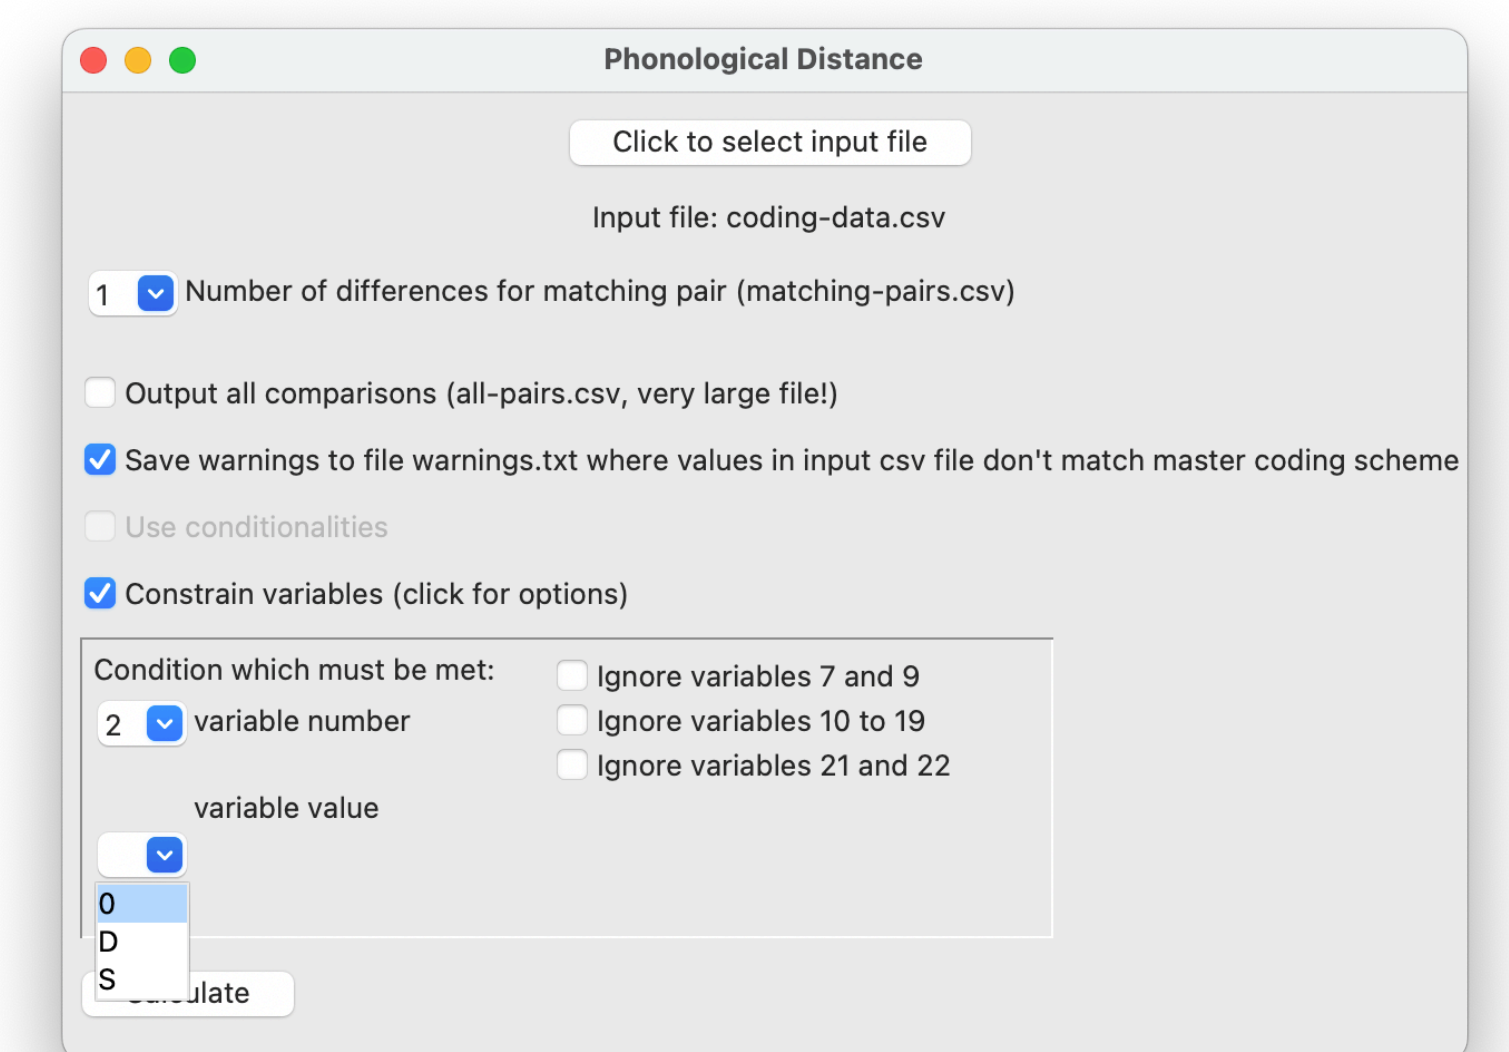 Phonological Distance
Click to select input file
Input file: coding-data.csv
1 Number of differences for matching pair (matching-pairs.csv)
Output all comparisons (all-pairs.csv, very large file!)
Save warnings to file warnings.txt where values in input csv file don't match master coding scheme
Use conditionalities
Constrain variables (click for options)
Condition which must be met:
2 variable number
variable value
Ignore variables 7 and 9
Ignore variables 10 to 19
Ignore variables 21 and 22
0
D
S